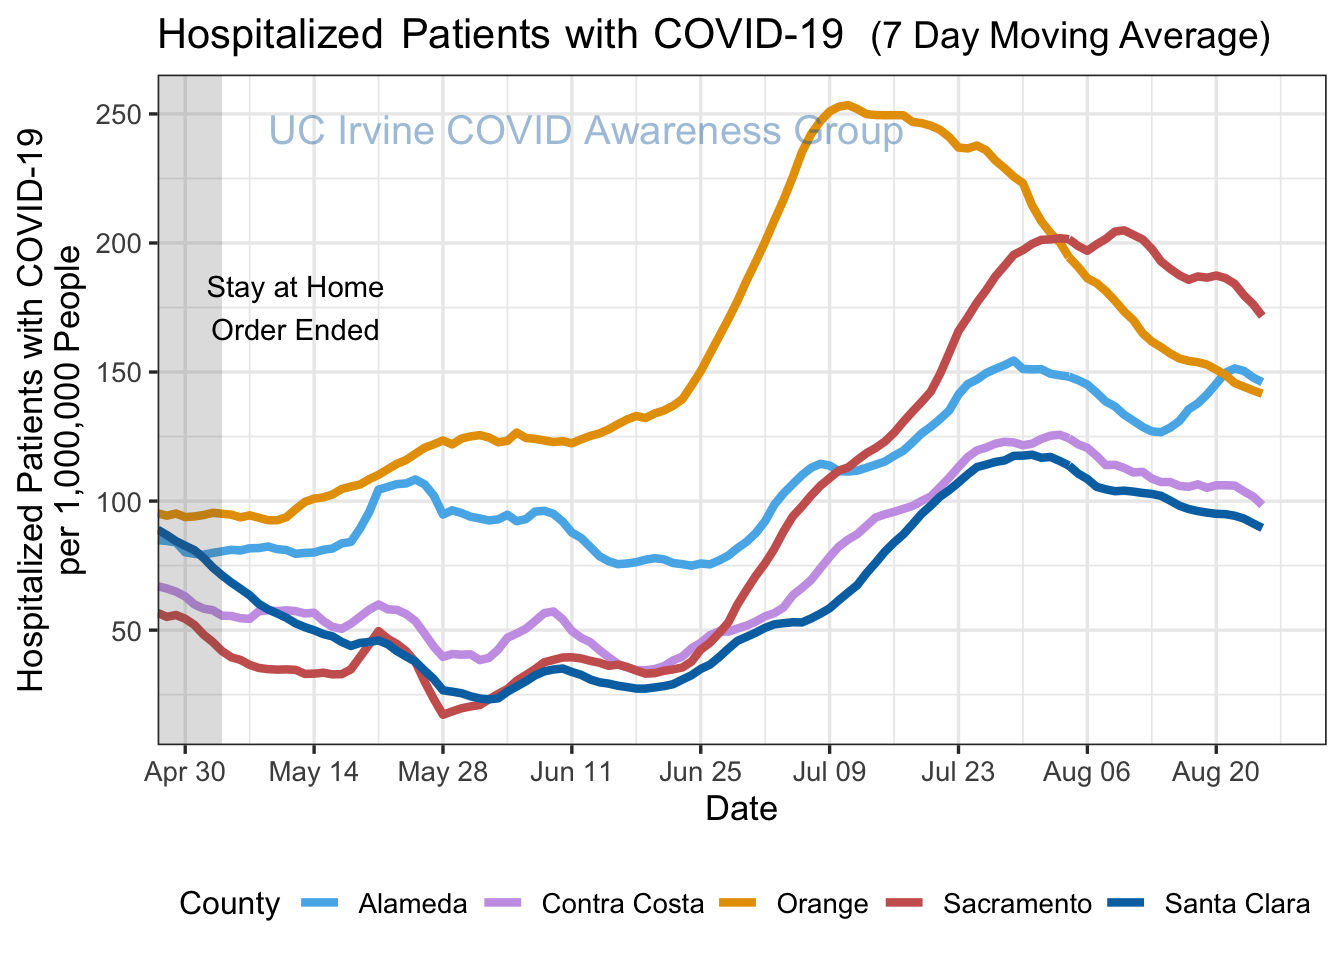 Hospitalized Patients with COVID-19 (7 Day Moving Average)
UC Irvine COVID Awareness Group
Hospitalized Patients with COVID-19
per 1,000,000 People
250
200
150
100
50
Stay at Home
Order Ended
Apr 30 May 14 May 28 Jun 11 Jun 25 Jul 09 Jul 23 Aug 06 Aug 20
Date
County Alameda Contra Costa Orange Sacramento Santa Clara